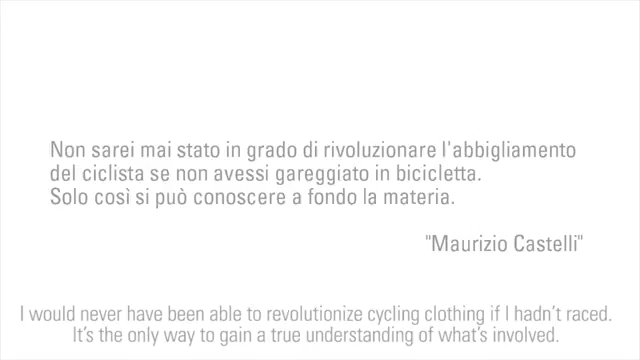 Non sarei mai stato in grado di rivoluzionare l'abbigliamento
del ciclista se non avessi gareggiato in bicicletta.
Solo così si può conoscere a fondo la materia.
"Maurizio Castelli"
I would never have been able to revolutionize cycling clothing if I hadn't raced.
It's the only way to gain a true understanding of what's involved.